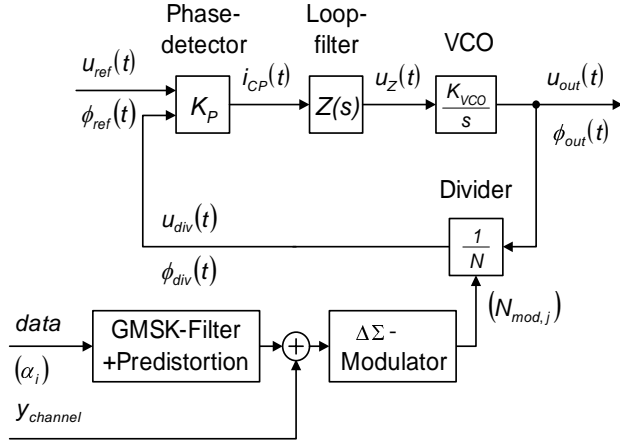 Phase-
detector
Loop-
filter
VCO
u_ref(t)
ϕ_ref(t)
K_P
i_CP(t)
Z(s)
u_Z(t)
K_VCO
s
u_out(t)
ϕ_out(t)
Divider
u_div(t)
ϕ_div(t)
1
N
(N_mod,j)
data
(α_i)
GMSK-Filter
+Predistortion
+
ΔΣ-
Modulator
y_channel